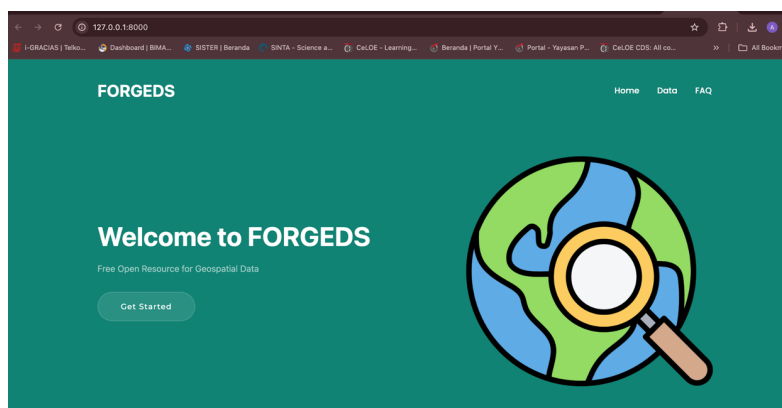 127.0.0.1:8000
i-GRACIAS | Telko... Dashboard | BIMA... SISTER | Beranda SINTA - Science a... CeLOE - Learning... Beranda | Portal Y... Portal - Yayasan P... CeLOE CDS: All co... » All Bookm
FORGEDS Home Data FAQ
Welcome to FORGEDS
Free Open Resource for Geospatial Data
Get Started